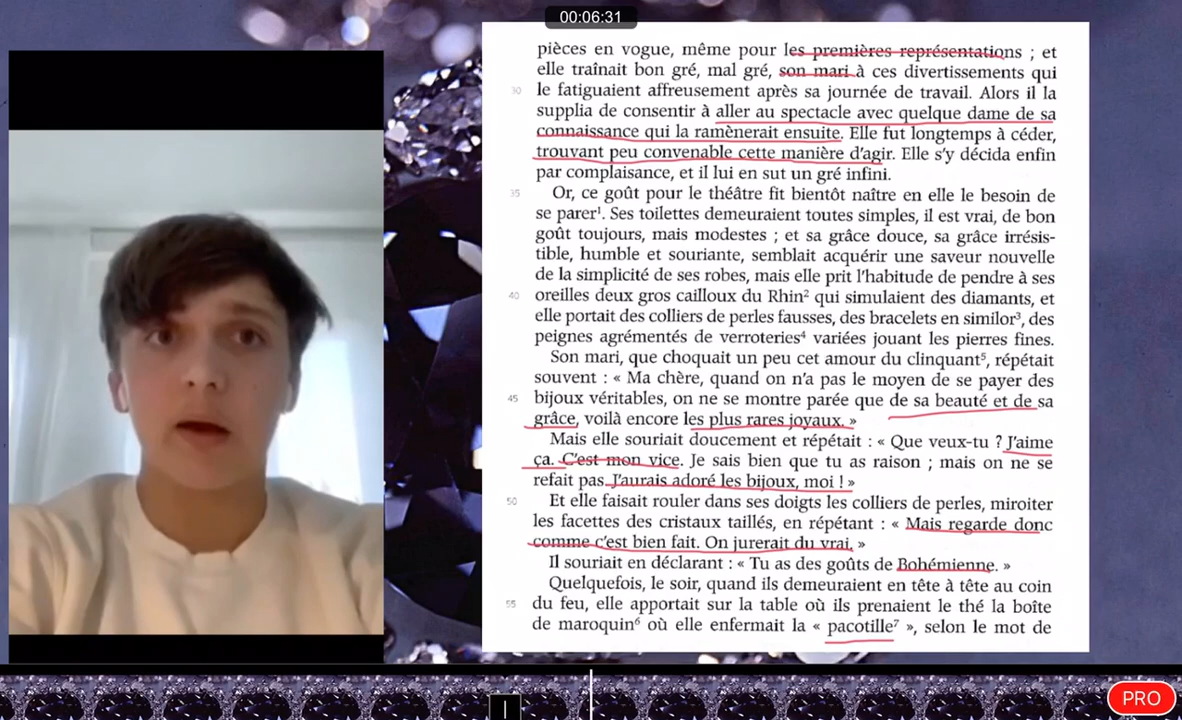 00:06:31
pièces en vogue, même pour les premières représentations ; et
elle traînait bon gré, mal gré, son mari à ces divertissements qui
30 le fatiguaient affreusement après sa journée de travail. Alors il la
supplia de consentir à aller au spectacle avec quelque dame de sa
connaissance qui la ramènerait ensuite. Elle fut longtemps à céder,
trouvant peu convenable cette manière d'agir. Elle s'y décida enfin
par complaisance, et il lui en sut un gré infini.
35 Or, ce goût pour le théâtre fit bientôt naître en elle le besoin de
se parer¹. Ses toilettes demeuraient toutes simples, il est vrai, de bon
goût toujours, mais modestes ; et sa grâce douce, sa grâce irrésis-
tible, humble et souriante, semblait acquérir une saveur nouvelle
de la simplicité de ses robes, mais elle prit l'habitude de pendre à ses
40 oreilles deux gros cailloux du Rhin² qui simulaient des diamants, et
elle portait des colliers de perles fausses, des bracelets en similor³, des
peignes agrémentés de verroteries⁴ variées jouant les pierres fines.
Son mari, que choquait un peu cet amour du clinquant⁵, répétait
souvent : « Ma chère, quand on n'a pas le moyen de se payer des
45 bijoux véritables, on ne se montre parée que de sa beauté et de sa
grâce, voilà encore les plus rares joyaux. »
Mais elle souriait doucement et répétait : « Que veux-tu ? J'aime
ça. C'est mon vice. Je sais bien que tu as raison ; mais on ne se
refait pas. J'aurais adoré les bijoux, moi ! »
50 Et elle faisait rouler dans ses doigts les colliers de perles, miroiter
les facettes des cristaux taillés, en répétant : « Mais regarde donc
comme c'est bien fait. On jurerait du vrai. »
Il souriait en déclarant : « Tu as des goûts de Bohémienne. »
Quelquefois, le soir, quand ils demeuraient en tête à tête au coin
55 du feu, elle apportait sur la table où ils prenaient le thé la boîte
de maroquin⁶ où elle enfermait la « pacotille⁷ », selon le mot de
PRO